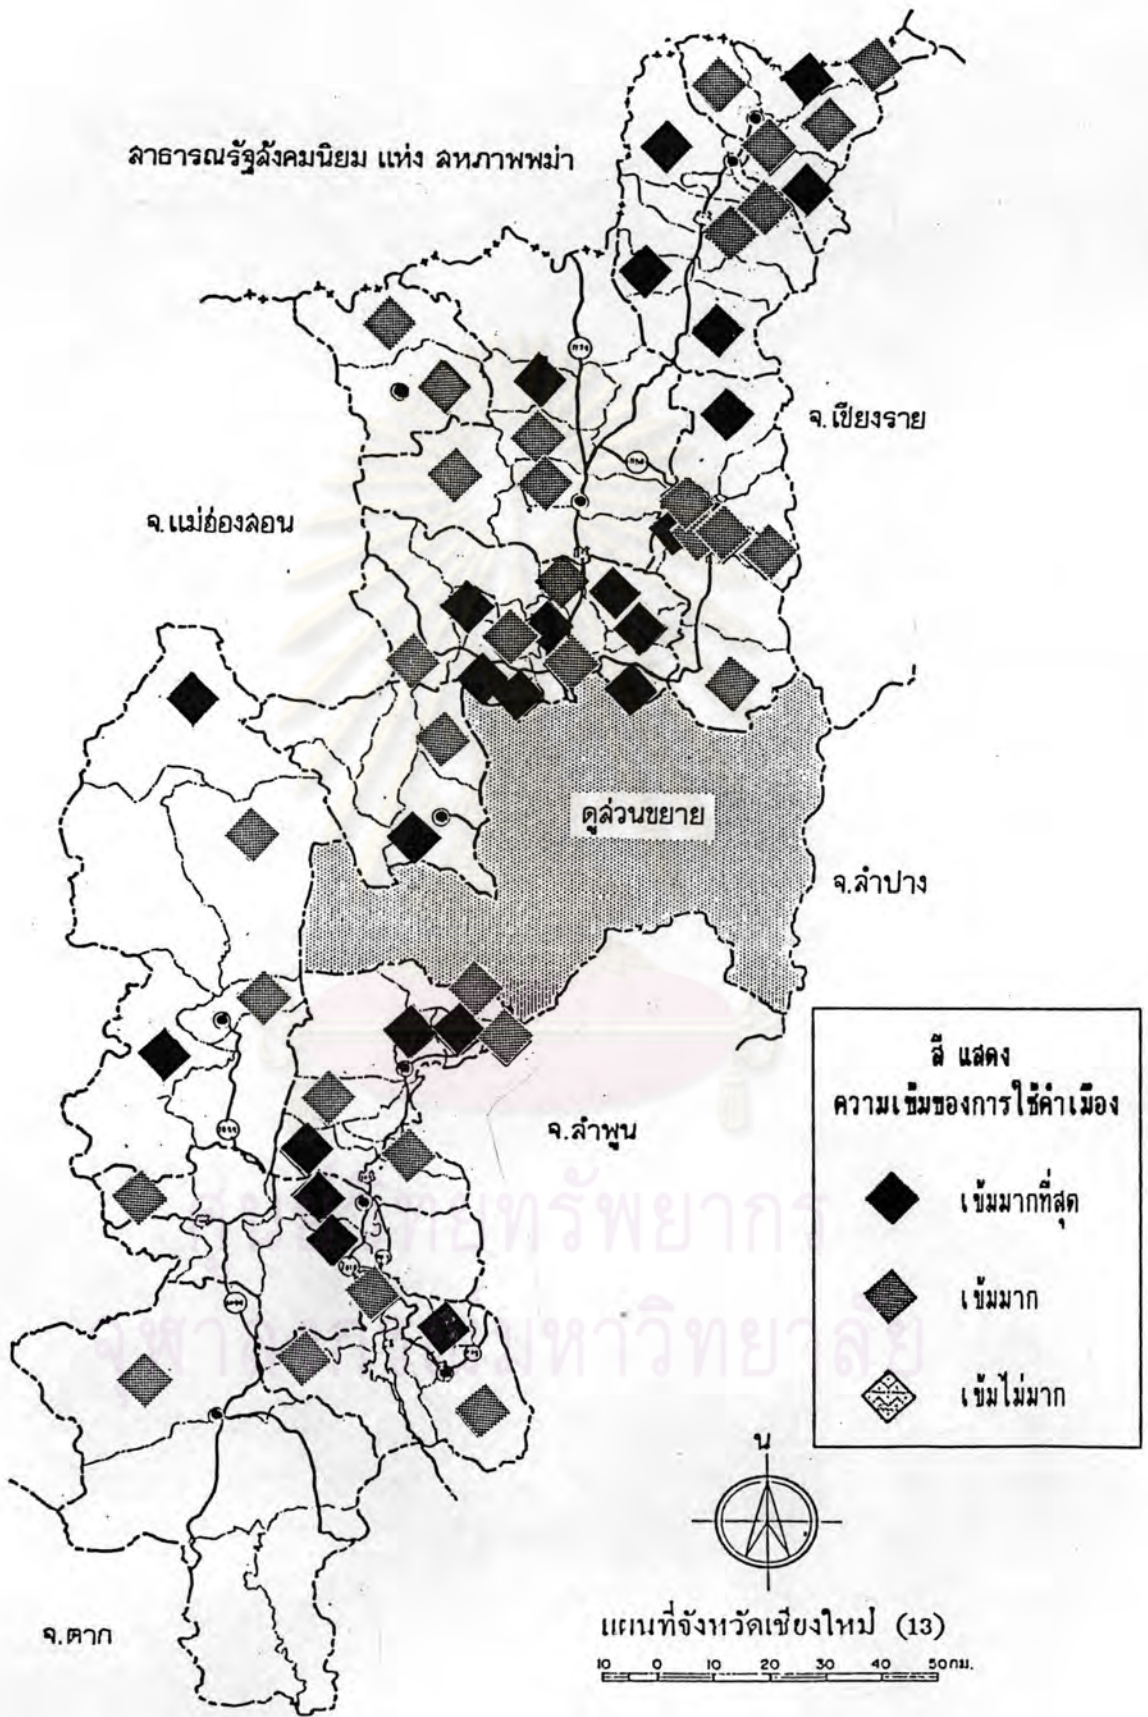 สาธารณรัฐสังคมนิยม แห่ง สหภาพพม่า
จ.เชียงราย
จ.แม่ฮ่องสอน
ดูส่วนขยาย
จ.ลำปาง
สี แสดง
ความเข้มของการใช้คำเมือง
เข้มมากที่สุด
เข้มมาก
เข้มไม่มาก
จ.ลำพูน
น
จ.ตาก
แผนที่จังหวัดเชียงใหม่ (13)
10 0 10 20 30 40 50กม.